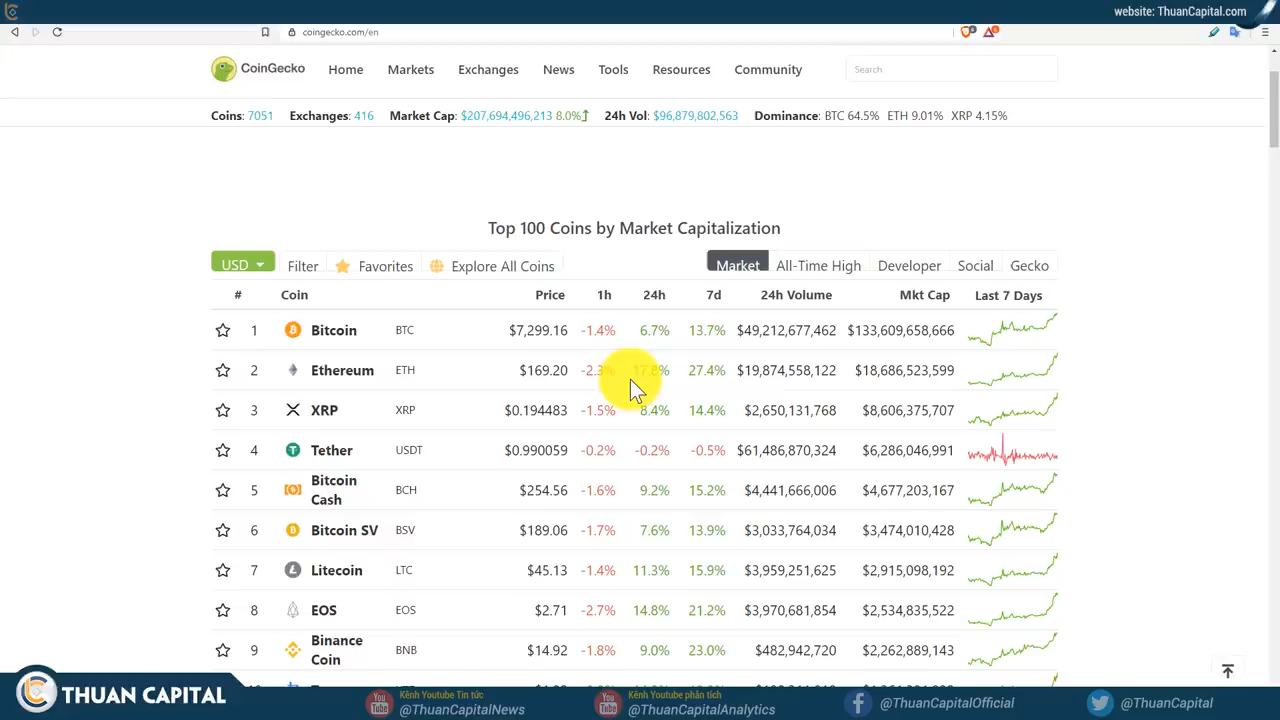 website: ThuanCapital.com
coingecko.com/en
CoinGecko Home Markets Exchanges News Tools Resources Community Search
Coins: 7051 Exchanges: 416 Market Cap: $207,694,496,213 8.0% 24h Vol: $96,879,802,563 Dominance: BTC 64.5% ETH 9.01% XRP 4.15%
Top 100 Coins by Market Capitalization
USD Filter Favorites Explore All Coins Market All-Time High Developer Social Gecko
# Coin Price 1h 24h 7d 24h Volume Mkt Cap Last 7 Days
1 Bitcoin BTC $7,299.16 -1.4% 6.7% 13.7% $49,212,677,462 $133,609,658,666
2 Ethereum ETH $169.20 -2.3% 17.8% 27.4% $19,874,558,122 $18,686,523,599
3 XRP XRP $0.194483 -1.5% 8.4% 14.4% $2,650,131,768 $8,606,375,707
4 Tether USDT $0.990059 -0.2% -0.2% -0.5% $61,486,870,324 $6,286,046,991
5 Bitcoin Cash BCH $254.56 -1.6% 9.2% 15.2% $4,441,666,006 $4,677,203,167
6 Bitcoin SV BSV $189.06 -1.7% 7.6% 13.9% $3,033,764,034 $3,474,010,428
7 Litecoin LTC $45.13 -1.4% 11.3% 15.9% $3,959,251,625 $2,915,098,192
8 EOS EOS $2.71 -2.7% 14.8% 21.2% $3,970,681,854 $2,534,835,522
9 Binance Coin BNB $14.92 -1.8% 9.0% 23.0% $482,942,720 $2,262,889,143
THUAN CAPITAL
Kênh Youtube Tin tức
@ThuanCapitalNews
Kênh Youtube phân tích
@ThuanCapitalAnalytics
@ThuanCapitalOfficial
@ThuanCapital